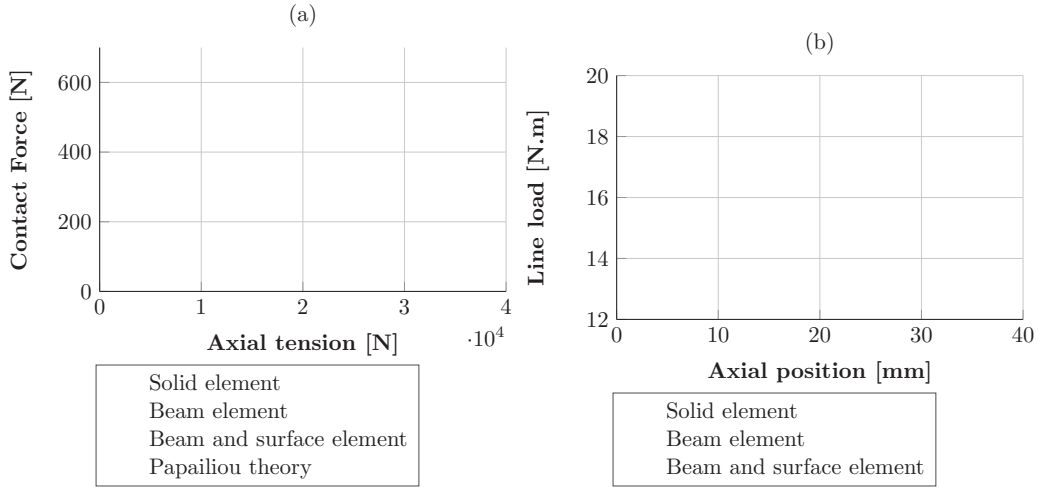 (a)
Contact Force [N]
600
400
200
0
0 1 2 3 4
·10^4
Axial tension [N]
Solid element
Beam element
Beam and surface element
Papailiou theory
(b)
Line load [N.m]
20
18
16
14
12
0 10 20 30 40
Axial position [mm]
Solid element
Beam element
Beam and surface element